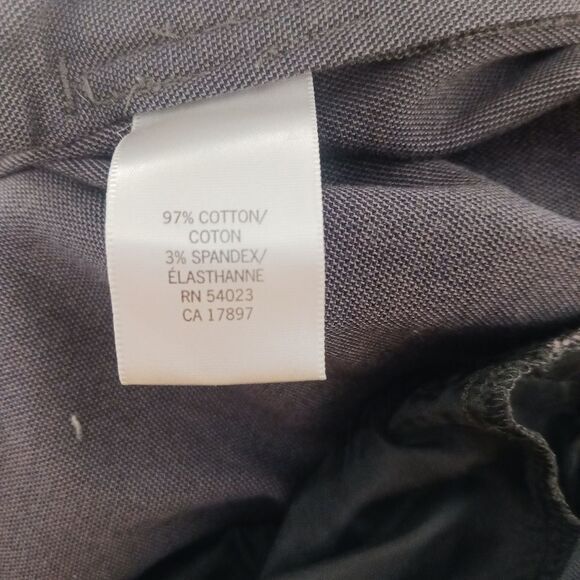 97% COTTON/
COTON
3% SPANDEX/
ÉLASTHANNE
RN 54023
CA 17897